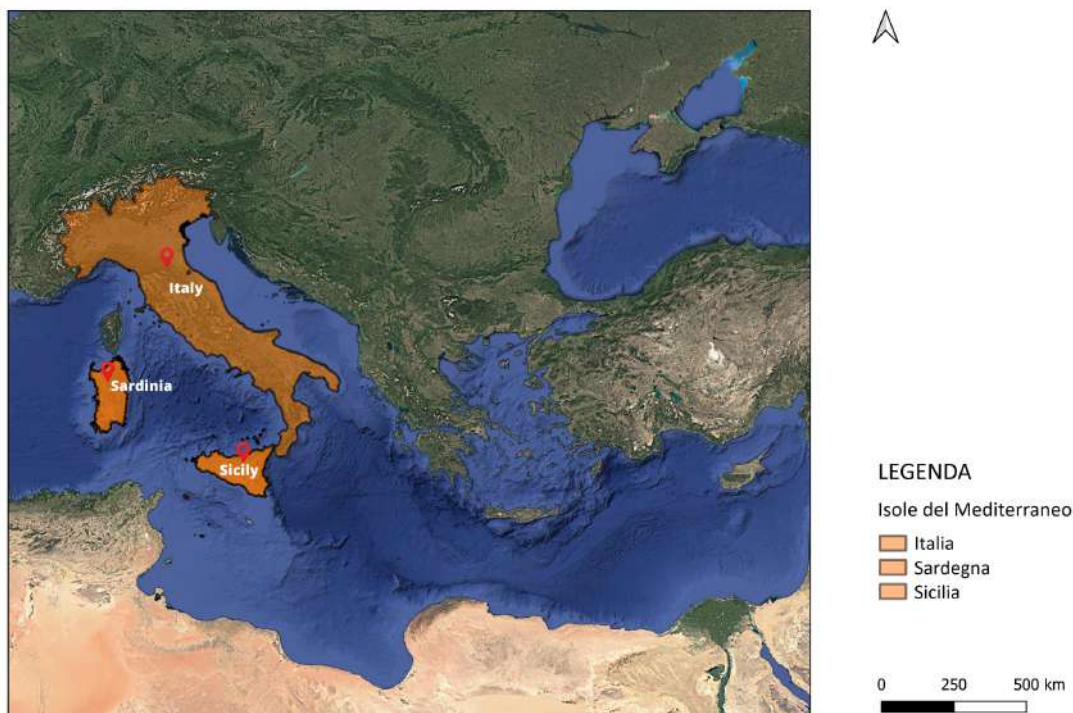 Italy
Sardinia
Sicily
LEGENDA
Isole del Mediterraneo
Italia
Sardegna
Sicilia
0 250 500 km